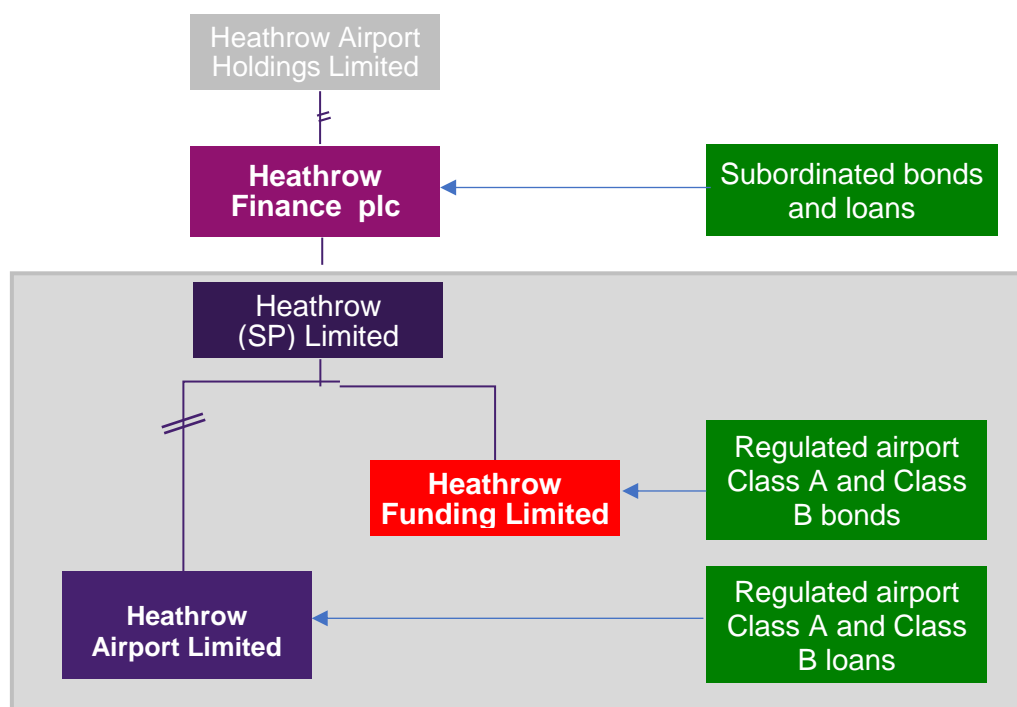 Heathrow Airport
Holdings Limited
Heathrow
Finance plc
Subordinated bonds
and loans
Heathrow
(SP) Limited
Heathrow
Funding Limited
Regulated airport
Class A and Class
B bonds
Heathrow
Airport Limited
Regulated airport
Class A and Class
B loans